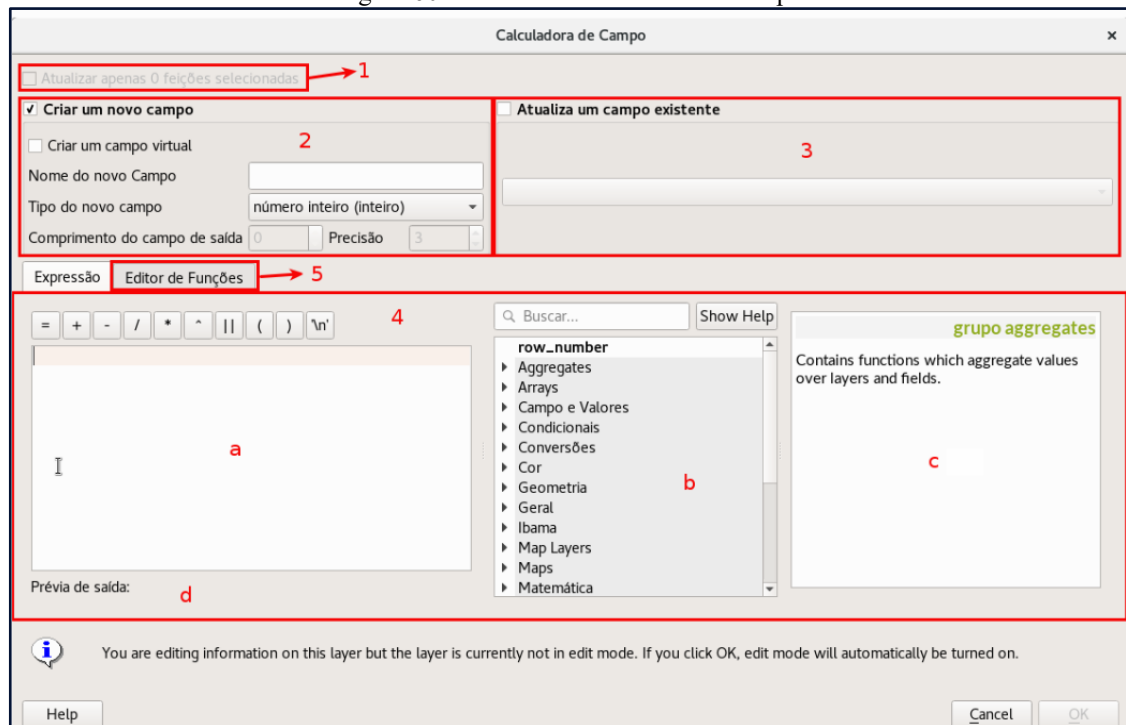 Calculadora de Campo ×
Atualizar apenas 0 feições selecionadas 1
Criar um novo campo
Criar um campo virtual 2
Nome do novo Campo
Tipo do novo campo número inteiro (inteiro)
Comprimento do campo de saída 0 Precisão 3
Atualiza um campo existente
3
Expressão Editor de Funções 5
= + - / * ^ || ( ) '\n' 4
a
Prévia de saída: d
Buscar... Show Help
row_number
Aggregates
Arrays
Campo e Valores
Condicionais
Conversões
Cor
Geometria b
Geral
Ibama
Map Layers
Maps
Matemática
grupo aggregates
Contains functions which aggregate values
over layers and fields.
c
You are editing information on this layer but the layer is currently not in edit mode. If you click OK, edit mode will automatically be turned on.
Help Cancel OK